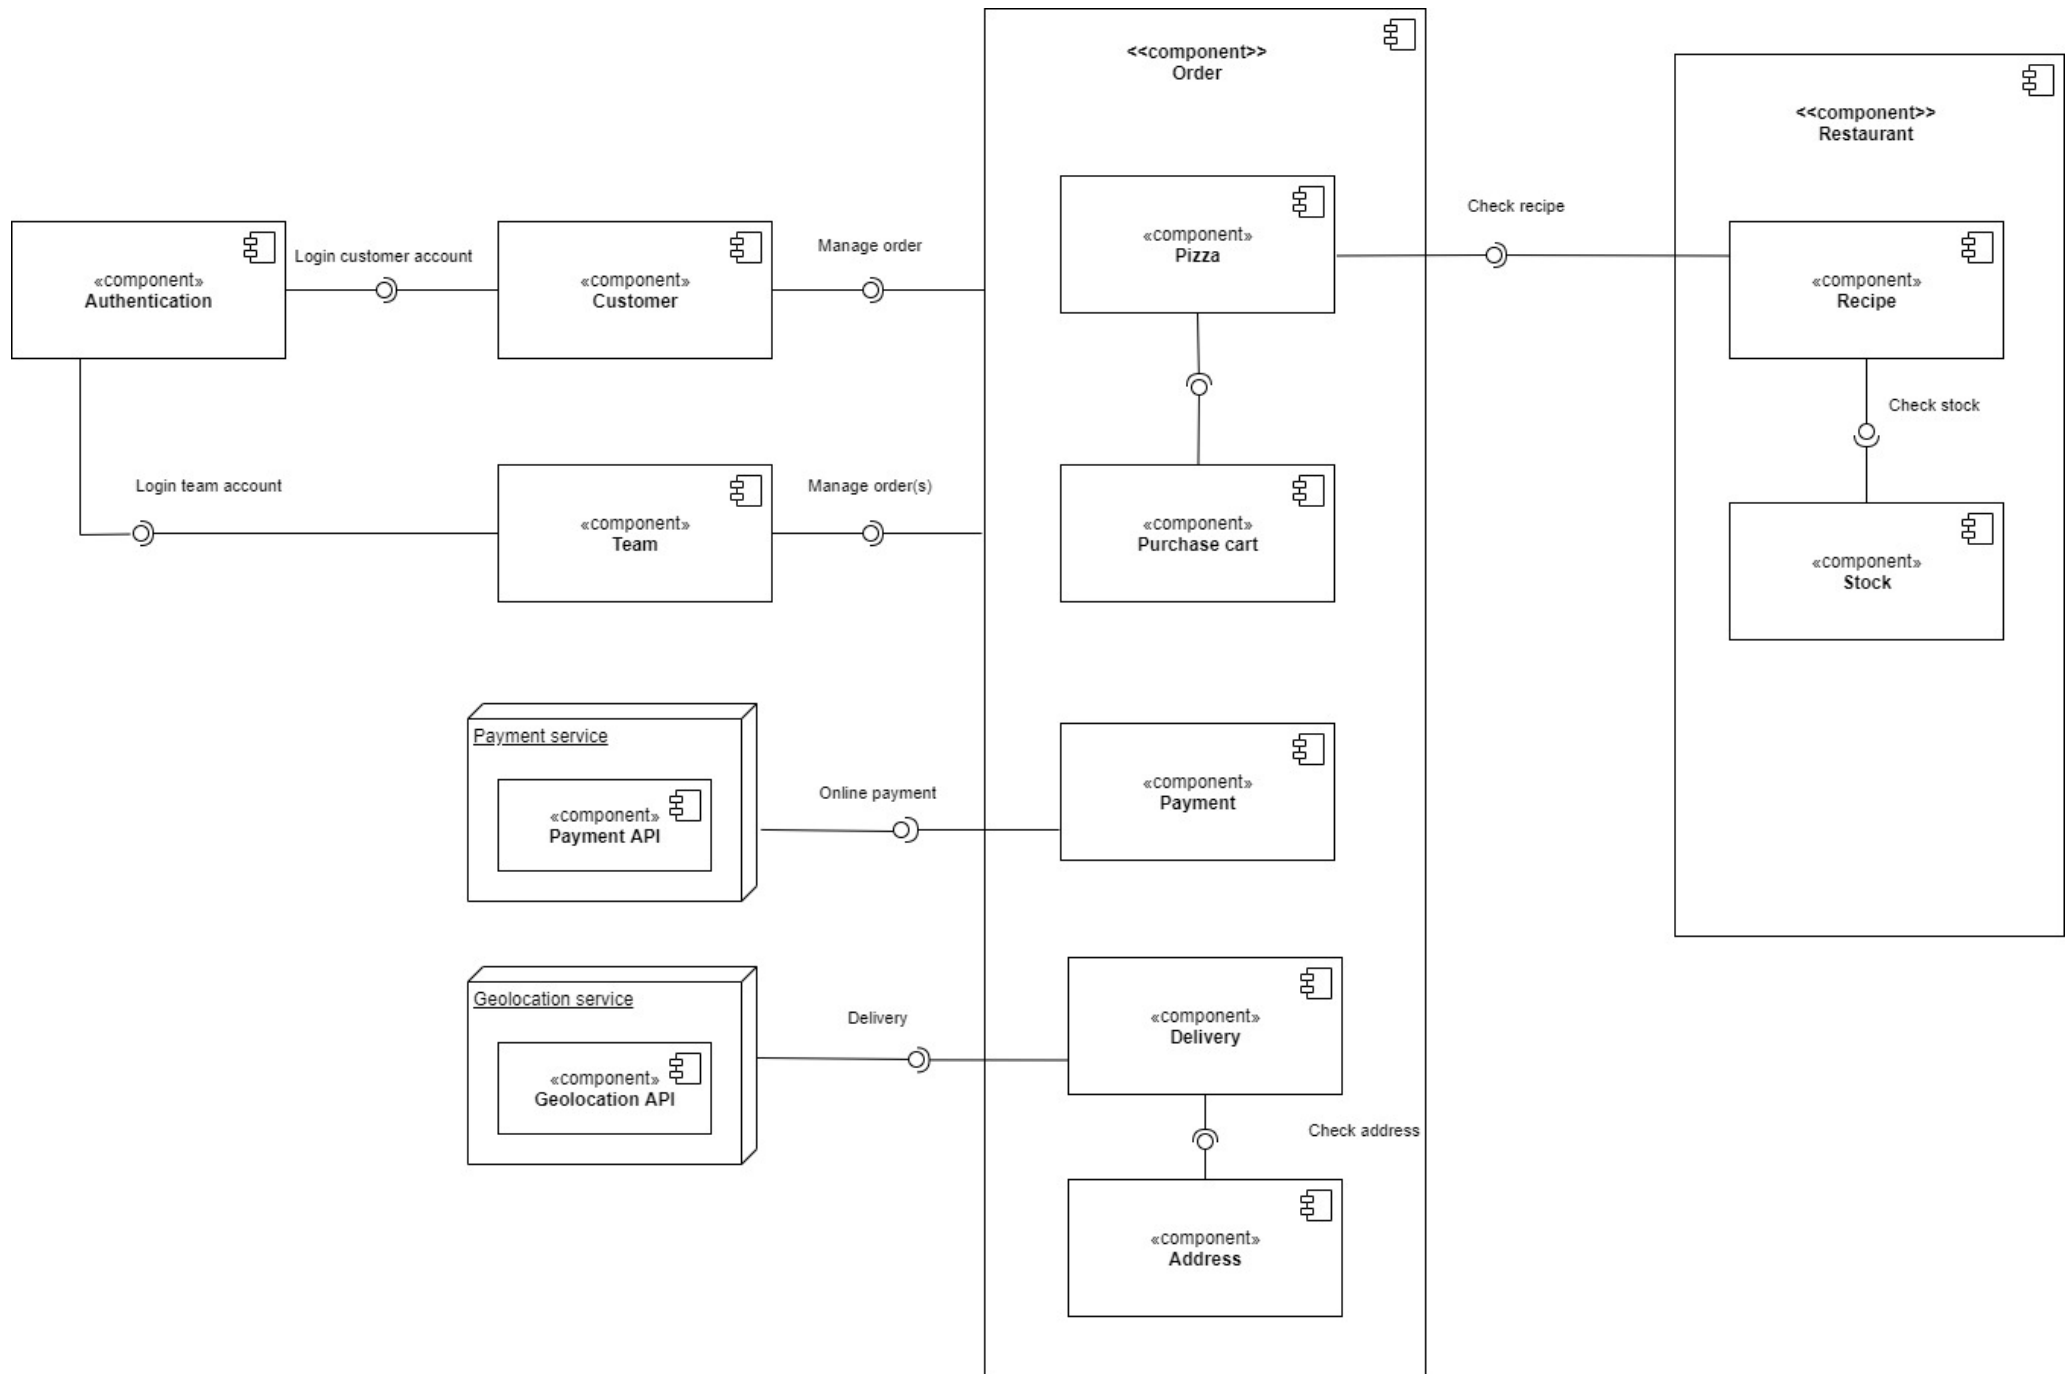 <<component>>
Order
<<component>>
Restaurant
«component»
Authentication
Login customer account
«component»
Customer
Manage order
«component»
Pizza
Check recipe
«component»
Recipe
Check stock
Login team account
«component»
Team
Manage order(s)
«component»
Purchase cart
«component»
Stock
Payment service
«component»
Payment API
Online payment
«component»
Payment
Geolocation service
«component»
Geolocation API
Delivery
«component»
Delivery
Check address
«component»
Address